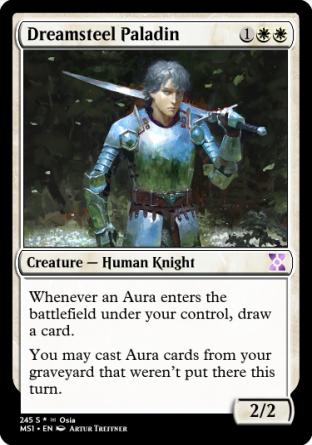 Dreamsteel Paladin 1
Creature — Human Knight
Whenever an Aura enters the
battlefield under your control, draw
a card.
You may cast Aura cards from your
graveyard that weren't put there this
turn.
245 S * Osia
MS1 • EN Artur Treffner
2/2